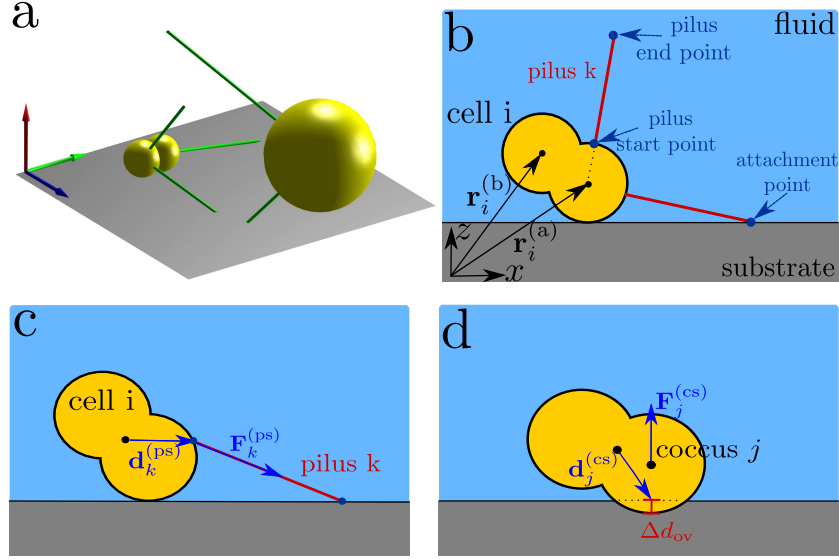 a
b
fluid
pilus
end point
pilus k
cell i
pilus
start point
attachment
point
r_i^(b)
r_i^(a)
z
x
substrate
c
cell i
d_k^(ps)
F_k^(ps)
pilus k
d
F_j^(cs)
coccus j
d_j^(cs)
Δd_ov